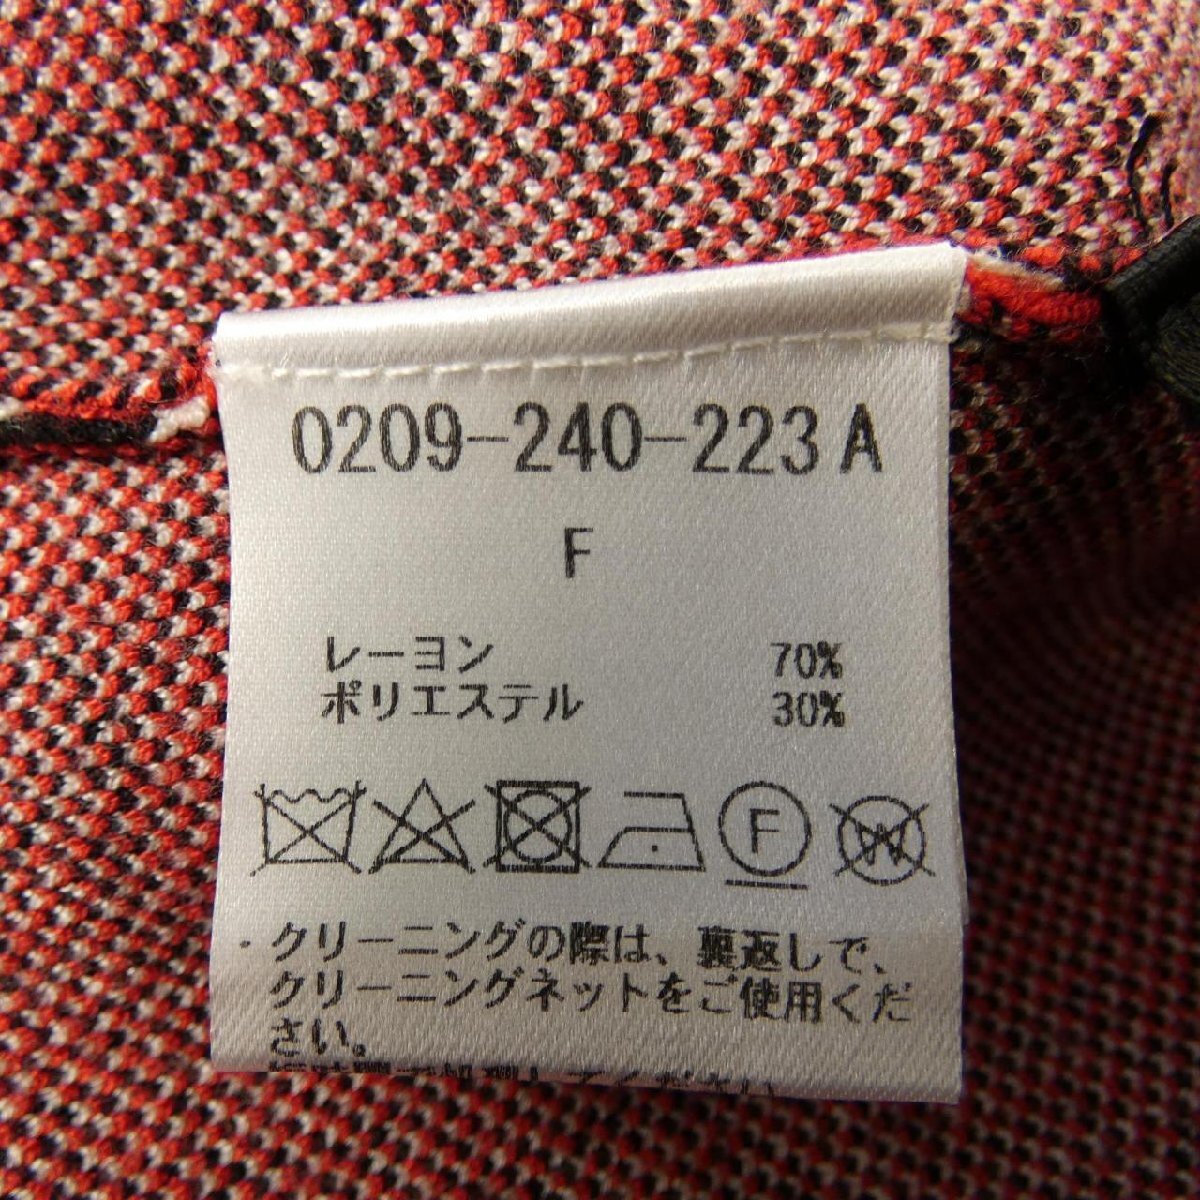 0209-240-223 A
F
レーヨン 70%
ポリエステル 30%
F W
・クリーニングの際は、裏返しで、
クリーニングネットをご使用くだ
さい。